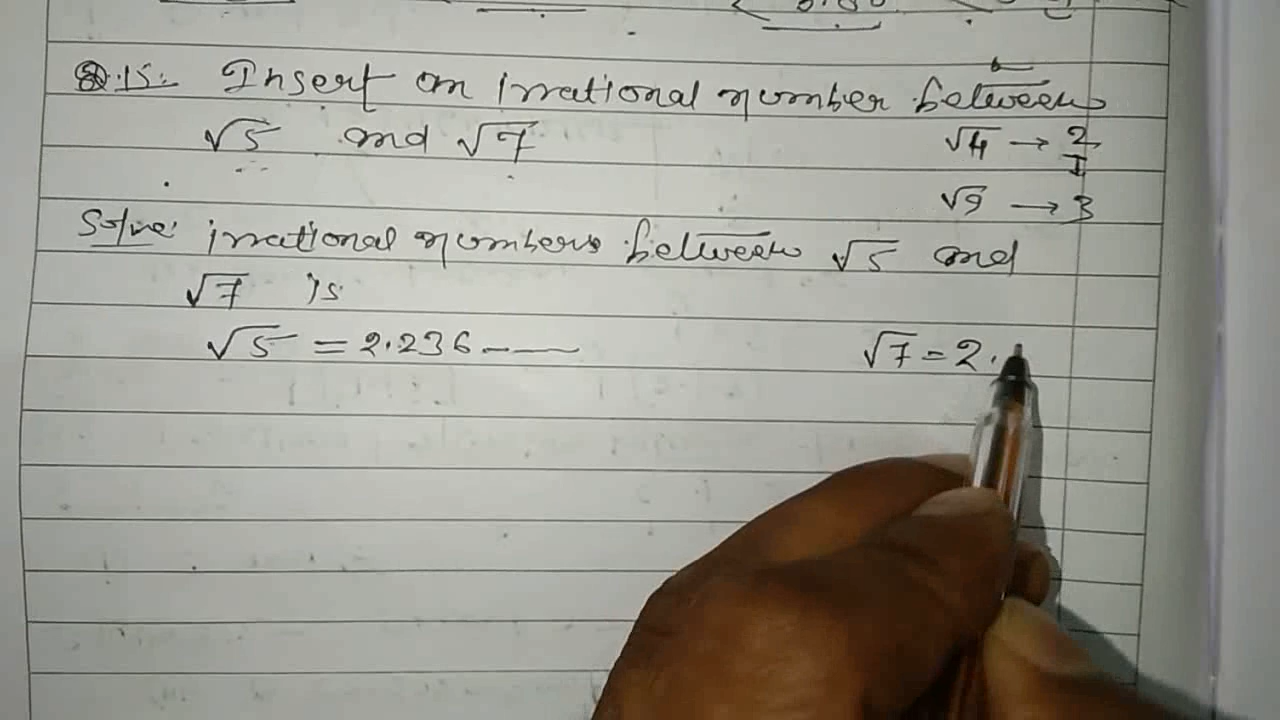 Q.15. Insert an irrational number between
√5 and √7
√4 → 2
1
√9 → 3
Solve: irrational numbers between √5 and
√7 is
√5 = 2.236——
√7 = 2.